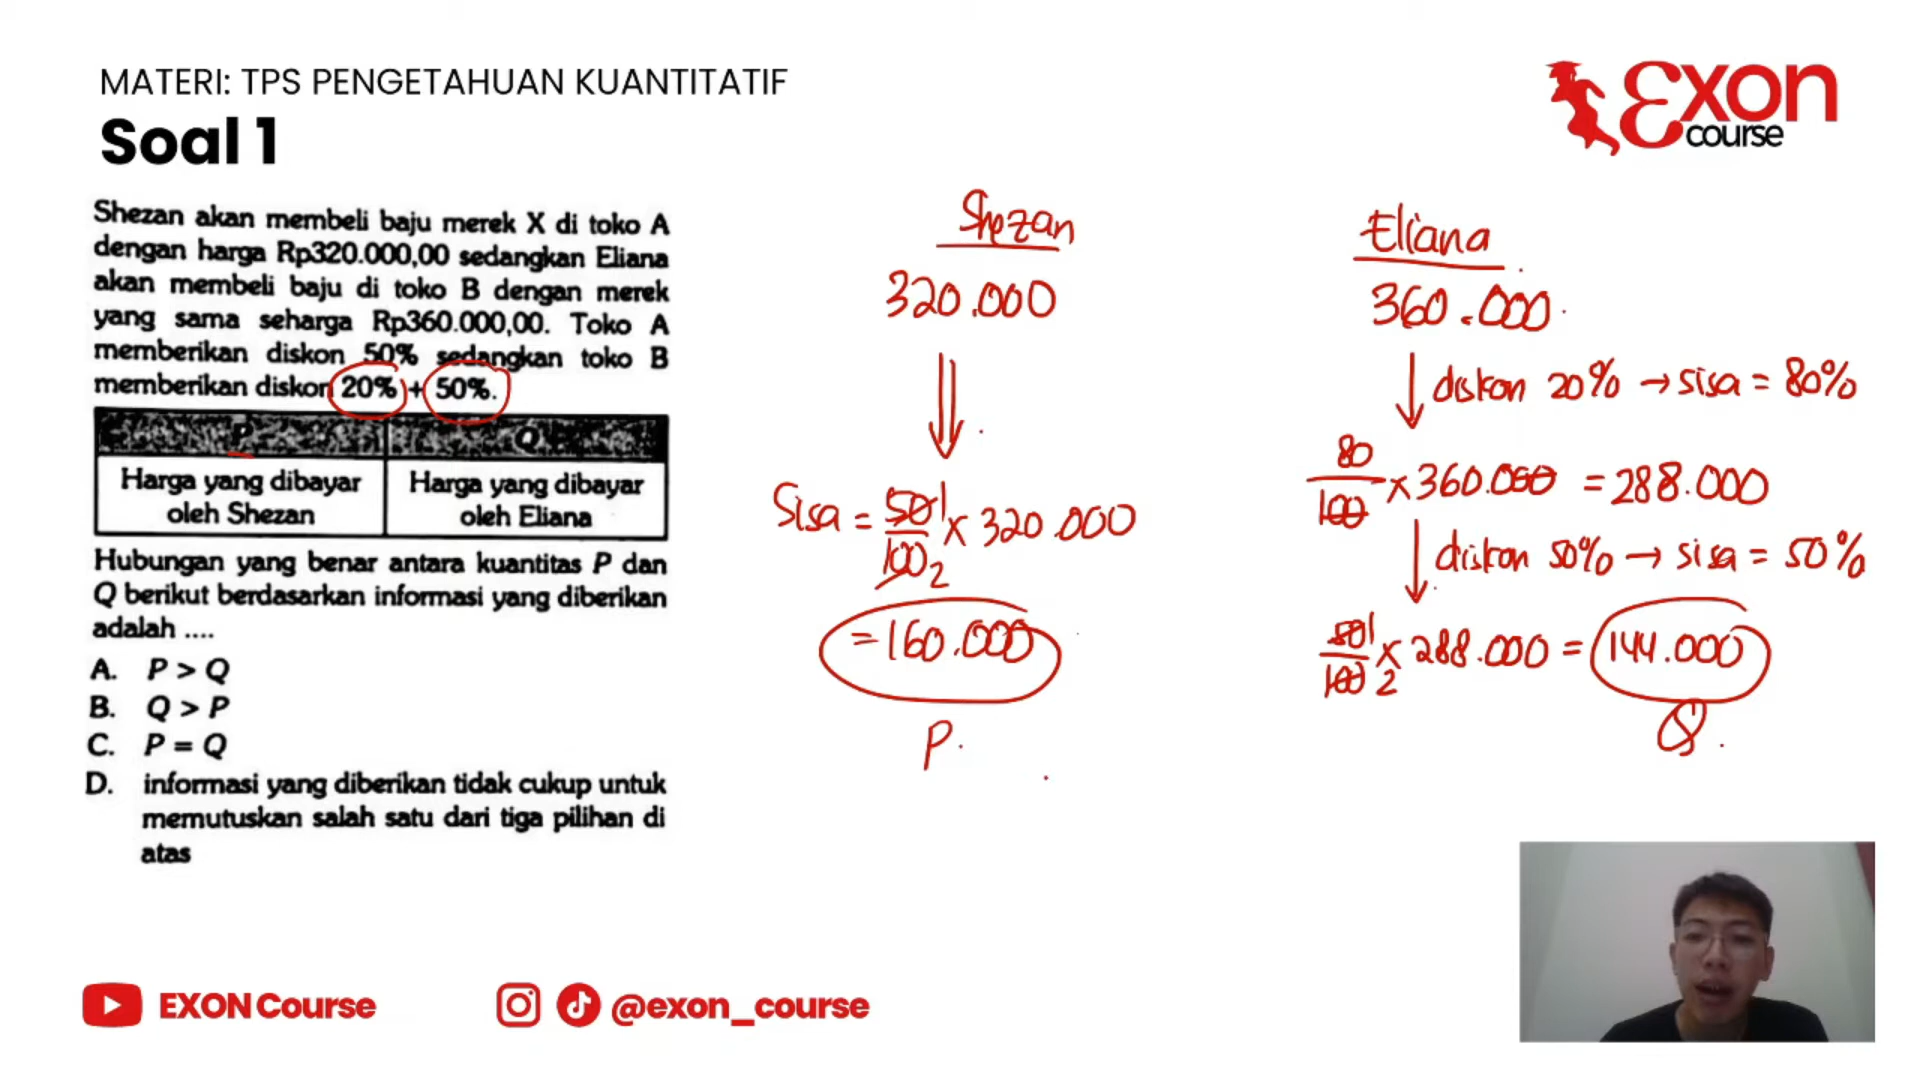 MATERI: TPS PENGETAHUAN KUANTITATIF
Soal 1
Exon
course
Shezan akan membeli baju merek X di toko A
dengan harga Rp320.000,00 sedangkan Eliana
akan membeli baju di toko B dengan merek
yang sama seharga Rp360.000,00. Toko A
memberikan diskon 50% sedangkan toko B
memberikan diskon 20% + 50%.
P Q
Harga yang dibayar
oleh Shezan
Harga yang dibayar
oleh Eliana
Hubungan yang benar antara kuantitas P dan
Q berikut berdasarkan informasi yang diberikan
adalah ....
A. P > Q
B. Q > P
C. P = Q
D. informasi yang diberikan tidak cukup untuk
memutuskan salah satu dari tiga pilihan di
atas
Shezan
320.000
Sisa = 50 1/100 2 x 320.000
= 160.000
P
Eliana
360.000
diskon 20% → sisa = 80%
80/100 x 360.000 = 288.000
diskon 50% → sisa = 50%
50 1/100 2 x 288.000 = 144.000
Q
EXON Course
@exon_course